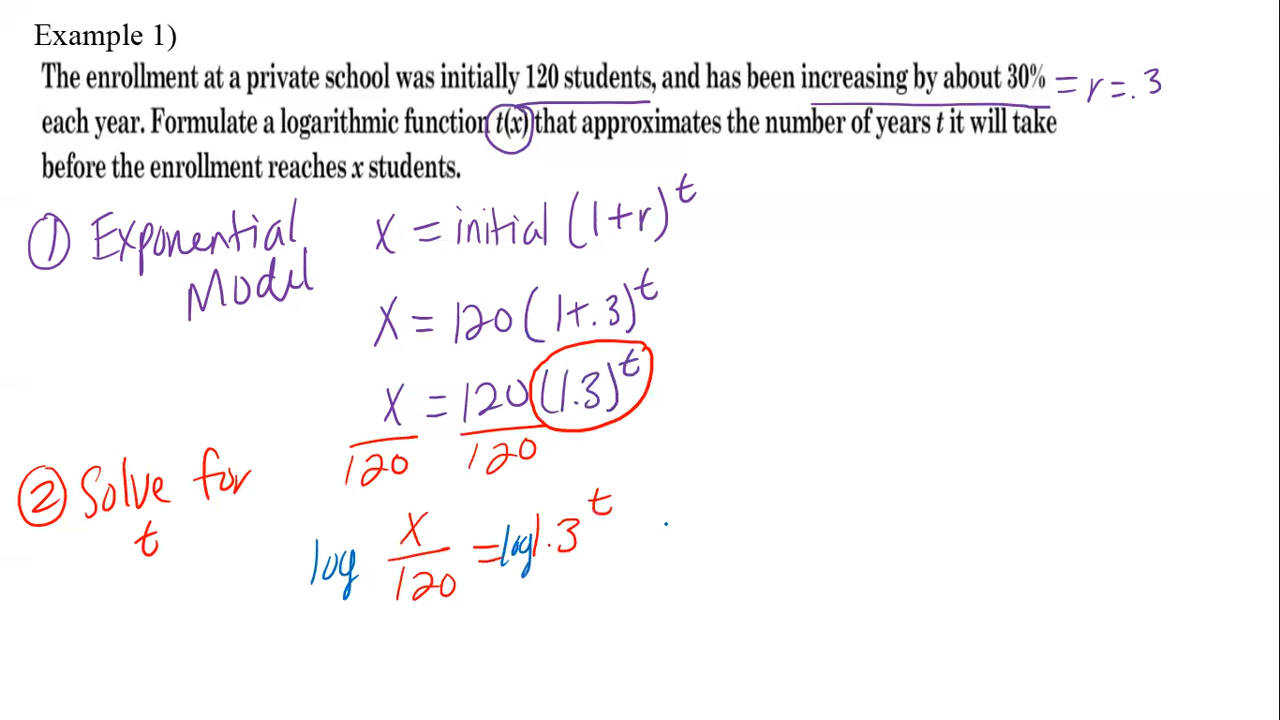 Example 1)
The enrollment at a private school was initially 120 students, and has been increasing by about 30% = r = .3
each year. Formulate a logarithmic function t(x) that approximates the number of years t it will take
before the enrollment reaches x students.
① Exponential Model
x = initial (1+r)^t
x = 120 (1+.3)^t
x = 120 (1.3)^t
120 120
② Solve for t
log x/120 = log 1.3^t